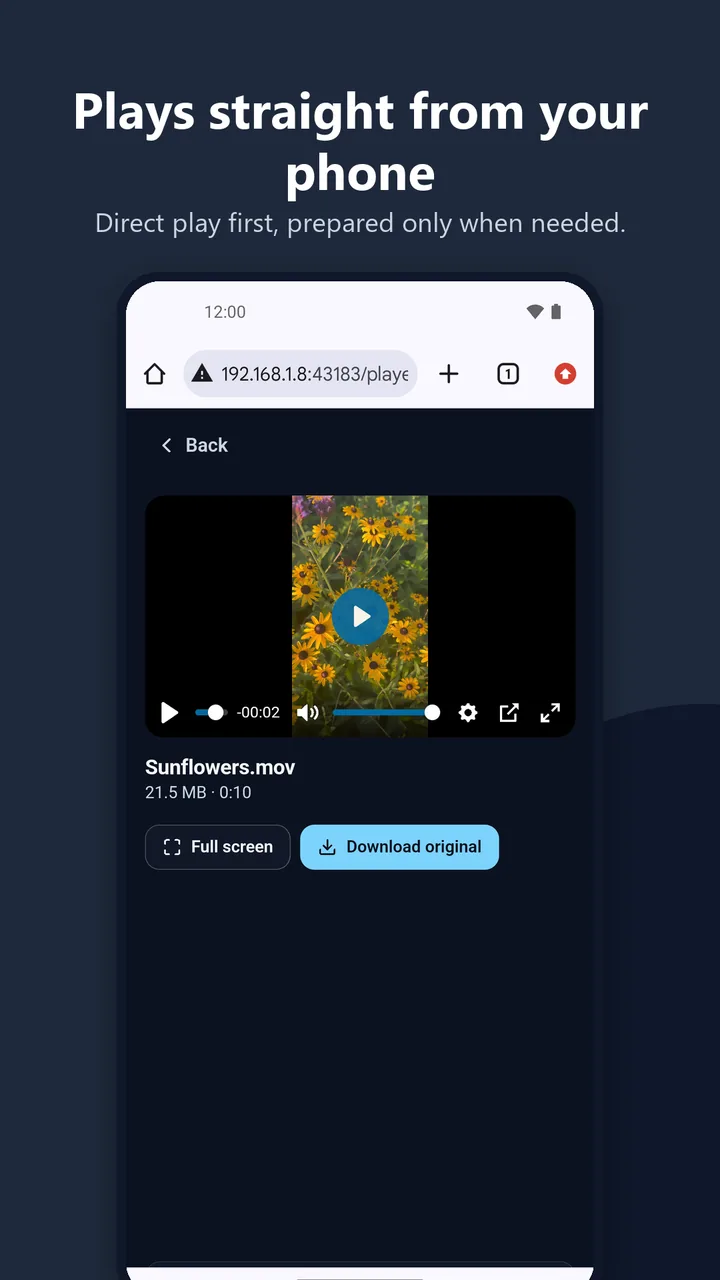 Plays straight from your
phone
Direct play first, prepared only when needed.
12:00
192.168.1.8:43183/playe
1
Back
-00:02
Sunflowers.mov
21.5 MB · 0:10
Full screen
Download original